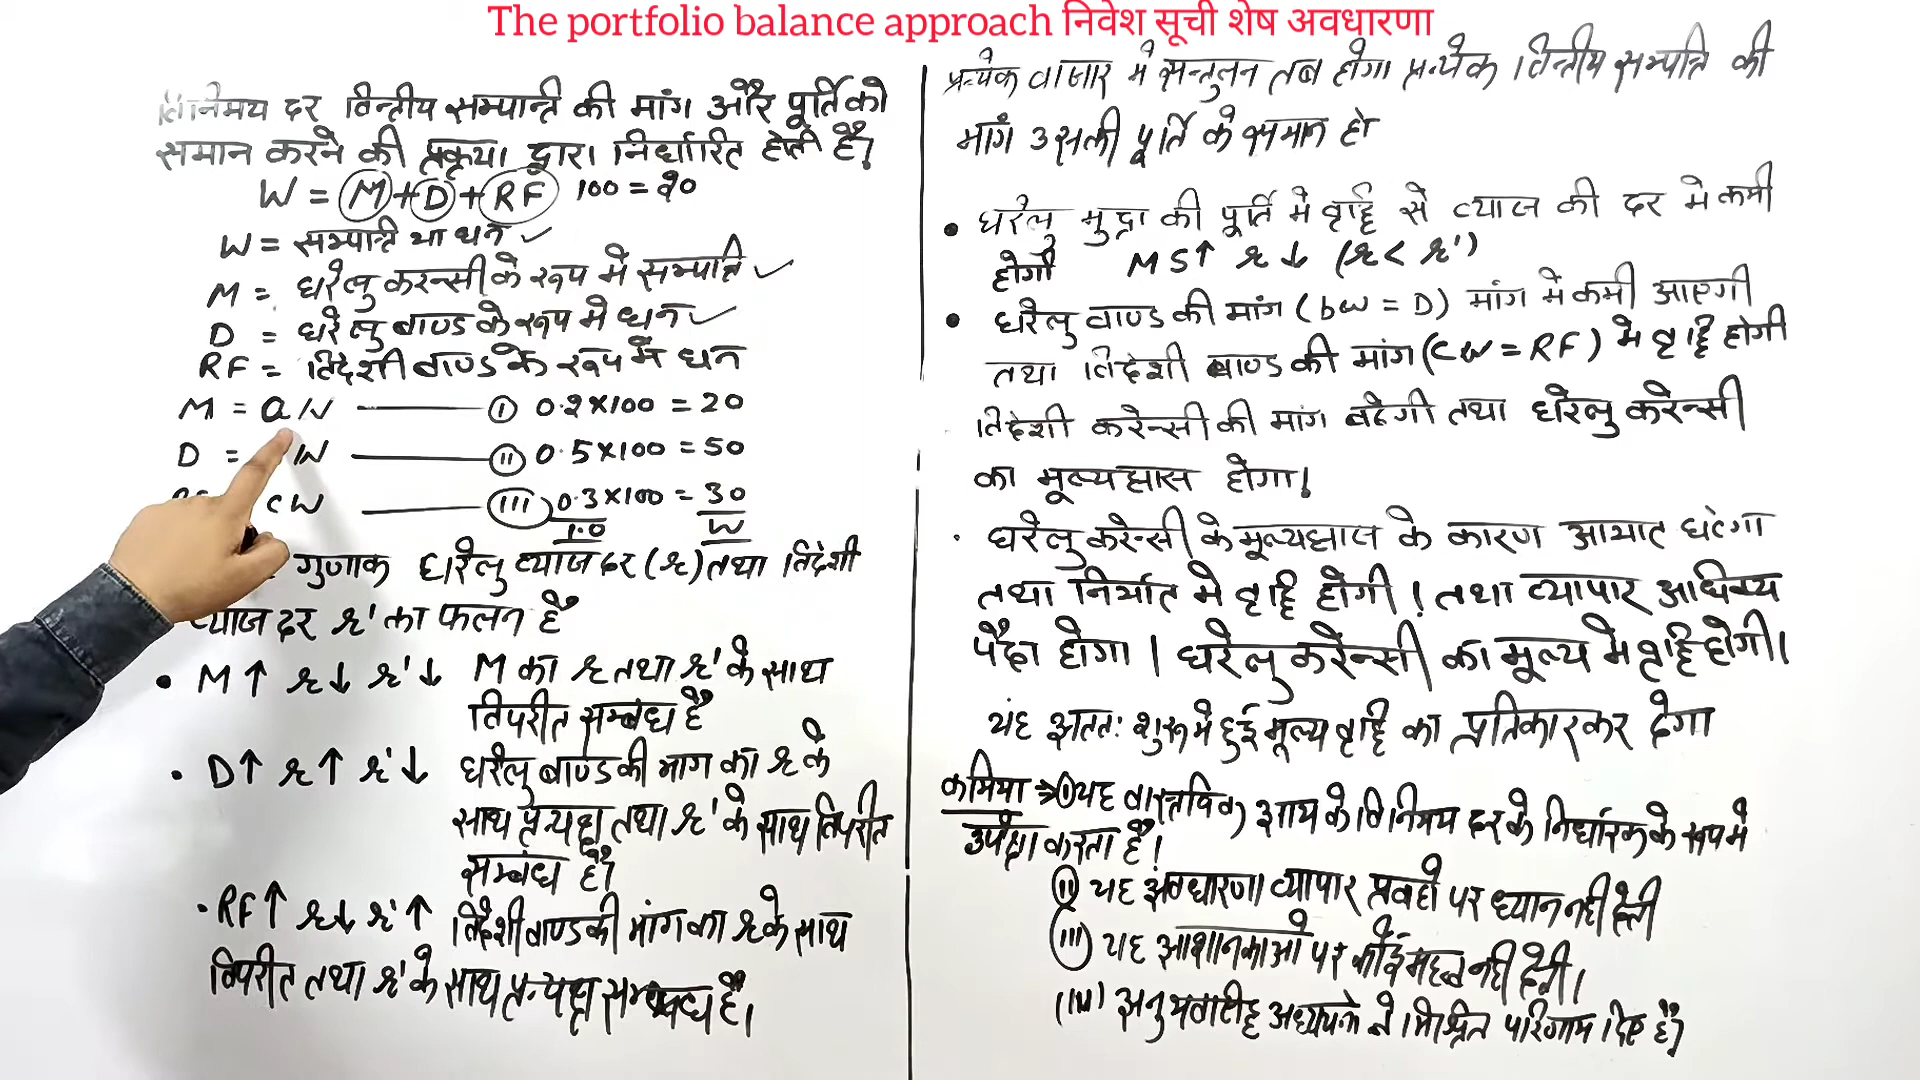 The portfolio balance approach निवेश सूची शेष अवधारणा
विनिमय दर वित्तीय सम्पत्ति की मांग और पूर्ति को
समान करने की प्रकृया द्वारा निर्धारित होती है।
W = M + D + RF 100 = 20
W = सम्पत्ति या धन ✓
M = घरेलु करन्सी के रूप में सम्पत्ति ✓
D = घरेलु बाण्ड के रूप में धन ✓
RF = विदेशी बाण्ड के रूप में धन
M = aW — (I) 0.2×100 = 20
D = W — (II) 0.5×100 = 50
cW — (III) 0.3×100 = 30
1.0 W
गुणाक घरेलु व्याज दर (r) तथा विदेशी
व्याज दर r' का फलन है
• M↑ r↓ r'↓ M का r तथा r' के साथ
विपरीत सम्बंध है
• D↑ r↑ r'↓ घरेलु बाण्ड की मांग का r के
साथ प्रत्यक्ष तथा r' के साथ विपरीत
सम्बंध है।
• RF↑ r↓ r'↑ विदेशी बाण्ड की मांग का r के साथ
विपरीत तथा r' के साथ प्रत्यक्ष सम्बंध है।
प्रत्येक बाजार मे सन्तुलन तब होगा प्रत्येक वित्तीय सम्पत्ति की
मांग उसकी पूर्ति के समान हो
• घरेलु मुद्रा की पूर्ति मे वृद्धि से व्याज की दर मे कमी
होगी MS↑ r↓ (r < r')
• घरेलु बाण्ड की मांग (bW = D) मांग मे कमी आएगी
तथा विदेशी बाण्ड की मांग (cW = RF) मे वृद्धि होगी
विदेशी करेन्सी की मांग बढेगी तथा घरेलु करेन्सी
का मूल्यह्रास होगा।
• घरेलु करेन्सी के मूल्यह्रास के कारण आयात घटेगा
तथा निर्यात मे वृद्धि होगी। तथा व्यापार आधिक्य
पैदा होगा। घरेलु करेन्सी का मूल्य मे वृद्धि होगी।
यह अतत: शुरू मे हुई मूल्य वृद्धि का प्रतिकार कर देगा
कमिया → (I) यह वास्तविक आय के विनिमय दर के निर्धारक के रूप मे
उपेक्षा करता है।
(II) यह अवधारणा व्यापार प्रवहो पर ध्यान नही देती
(III) यह आशानकाओ पर कोई महत्व नही देती।
अध्ययनो ने मिश्रित परिणाम दिए है।